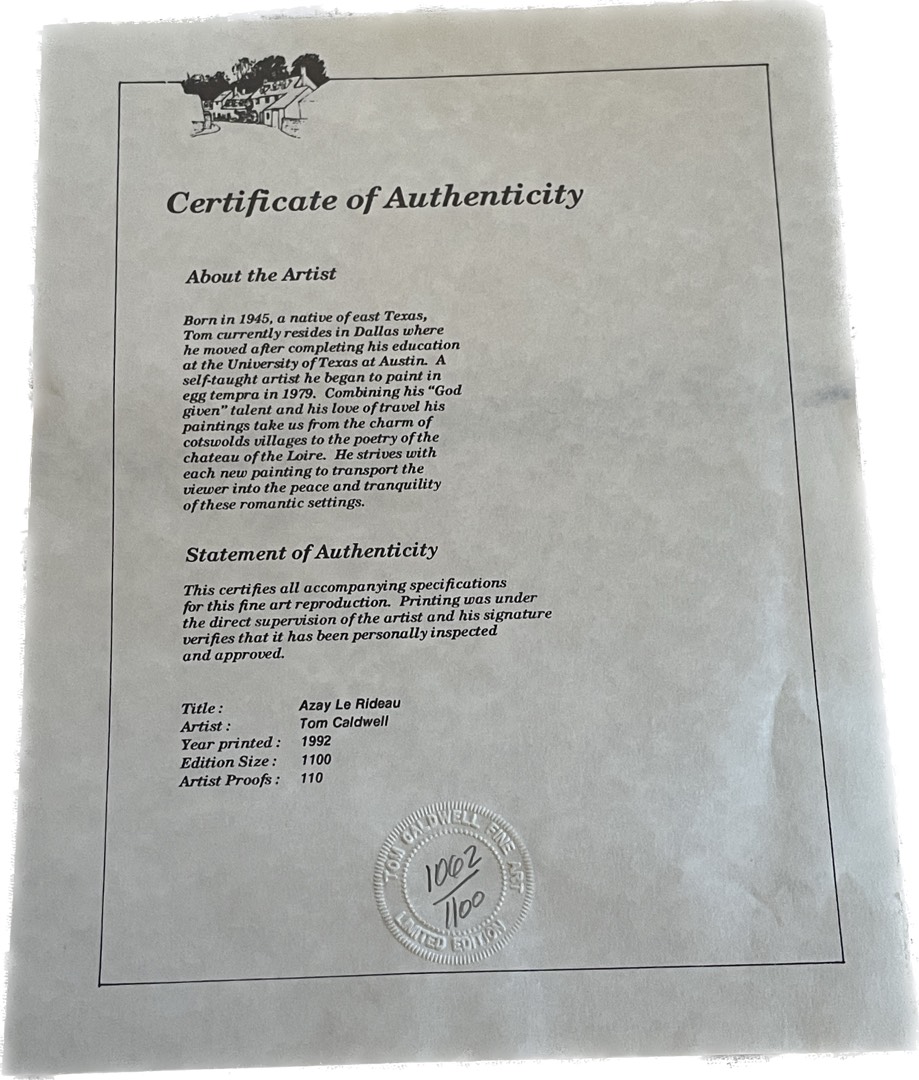 Certificate of Authenticity
About the Artist
Born in 1945, a native of east Texas,
Tom currently resides in Dallas where
he moved after completing his education
at the University of Texas at Austin. A
self-taught artist he began to paint in
egg tempra in 1979. Combining his "God
given" talent and his love of travel his
paintings take us from the charm of
cotswolds villages to the poetry of the
chateau of the Loire. He strives with
each new painting to transport the
viewer into the peace and tranquility
of these romantic settings.
Statement of Authenticity
This certifies all accompanying specifications
for this fine art reproduction. Printing was under
the direct supervision of the artist and his signature
verifies that it has been personally inspected
and approved.
Title : Azay Le Rideau
Artist : Tom Caldwell
Year printed : 1992
Edition Size : 1100
Artist Proofs : 110
TOM CALDWELL FINE ART
1062
1100
LIMITED EDITION